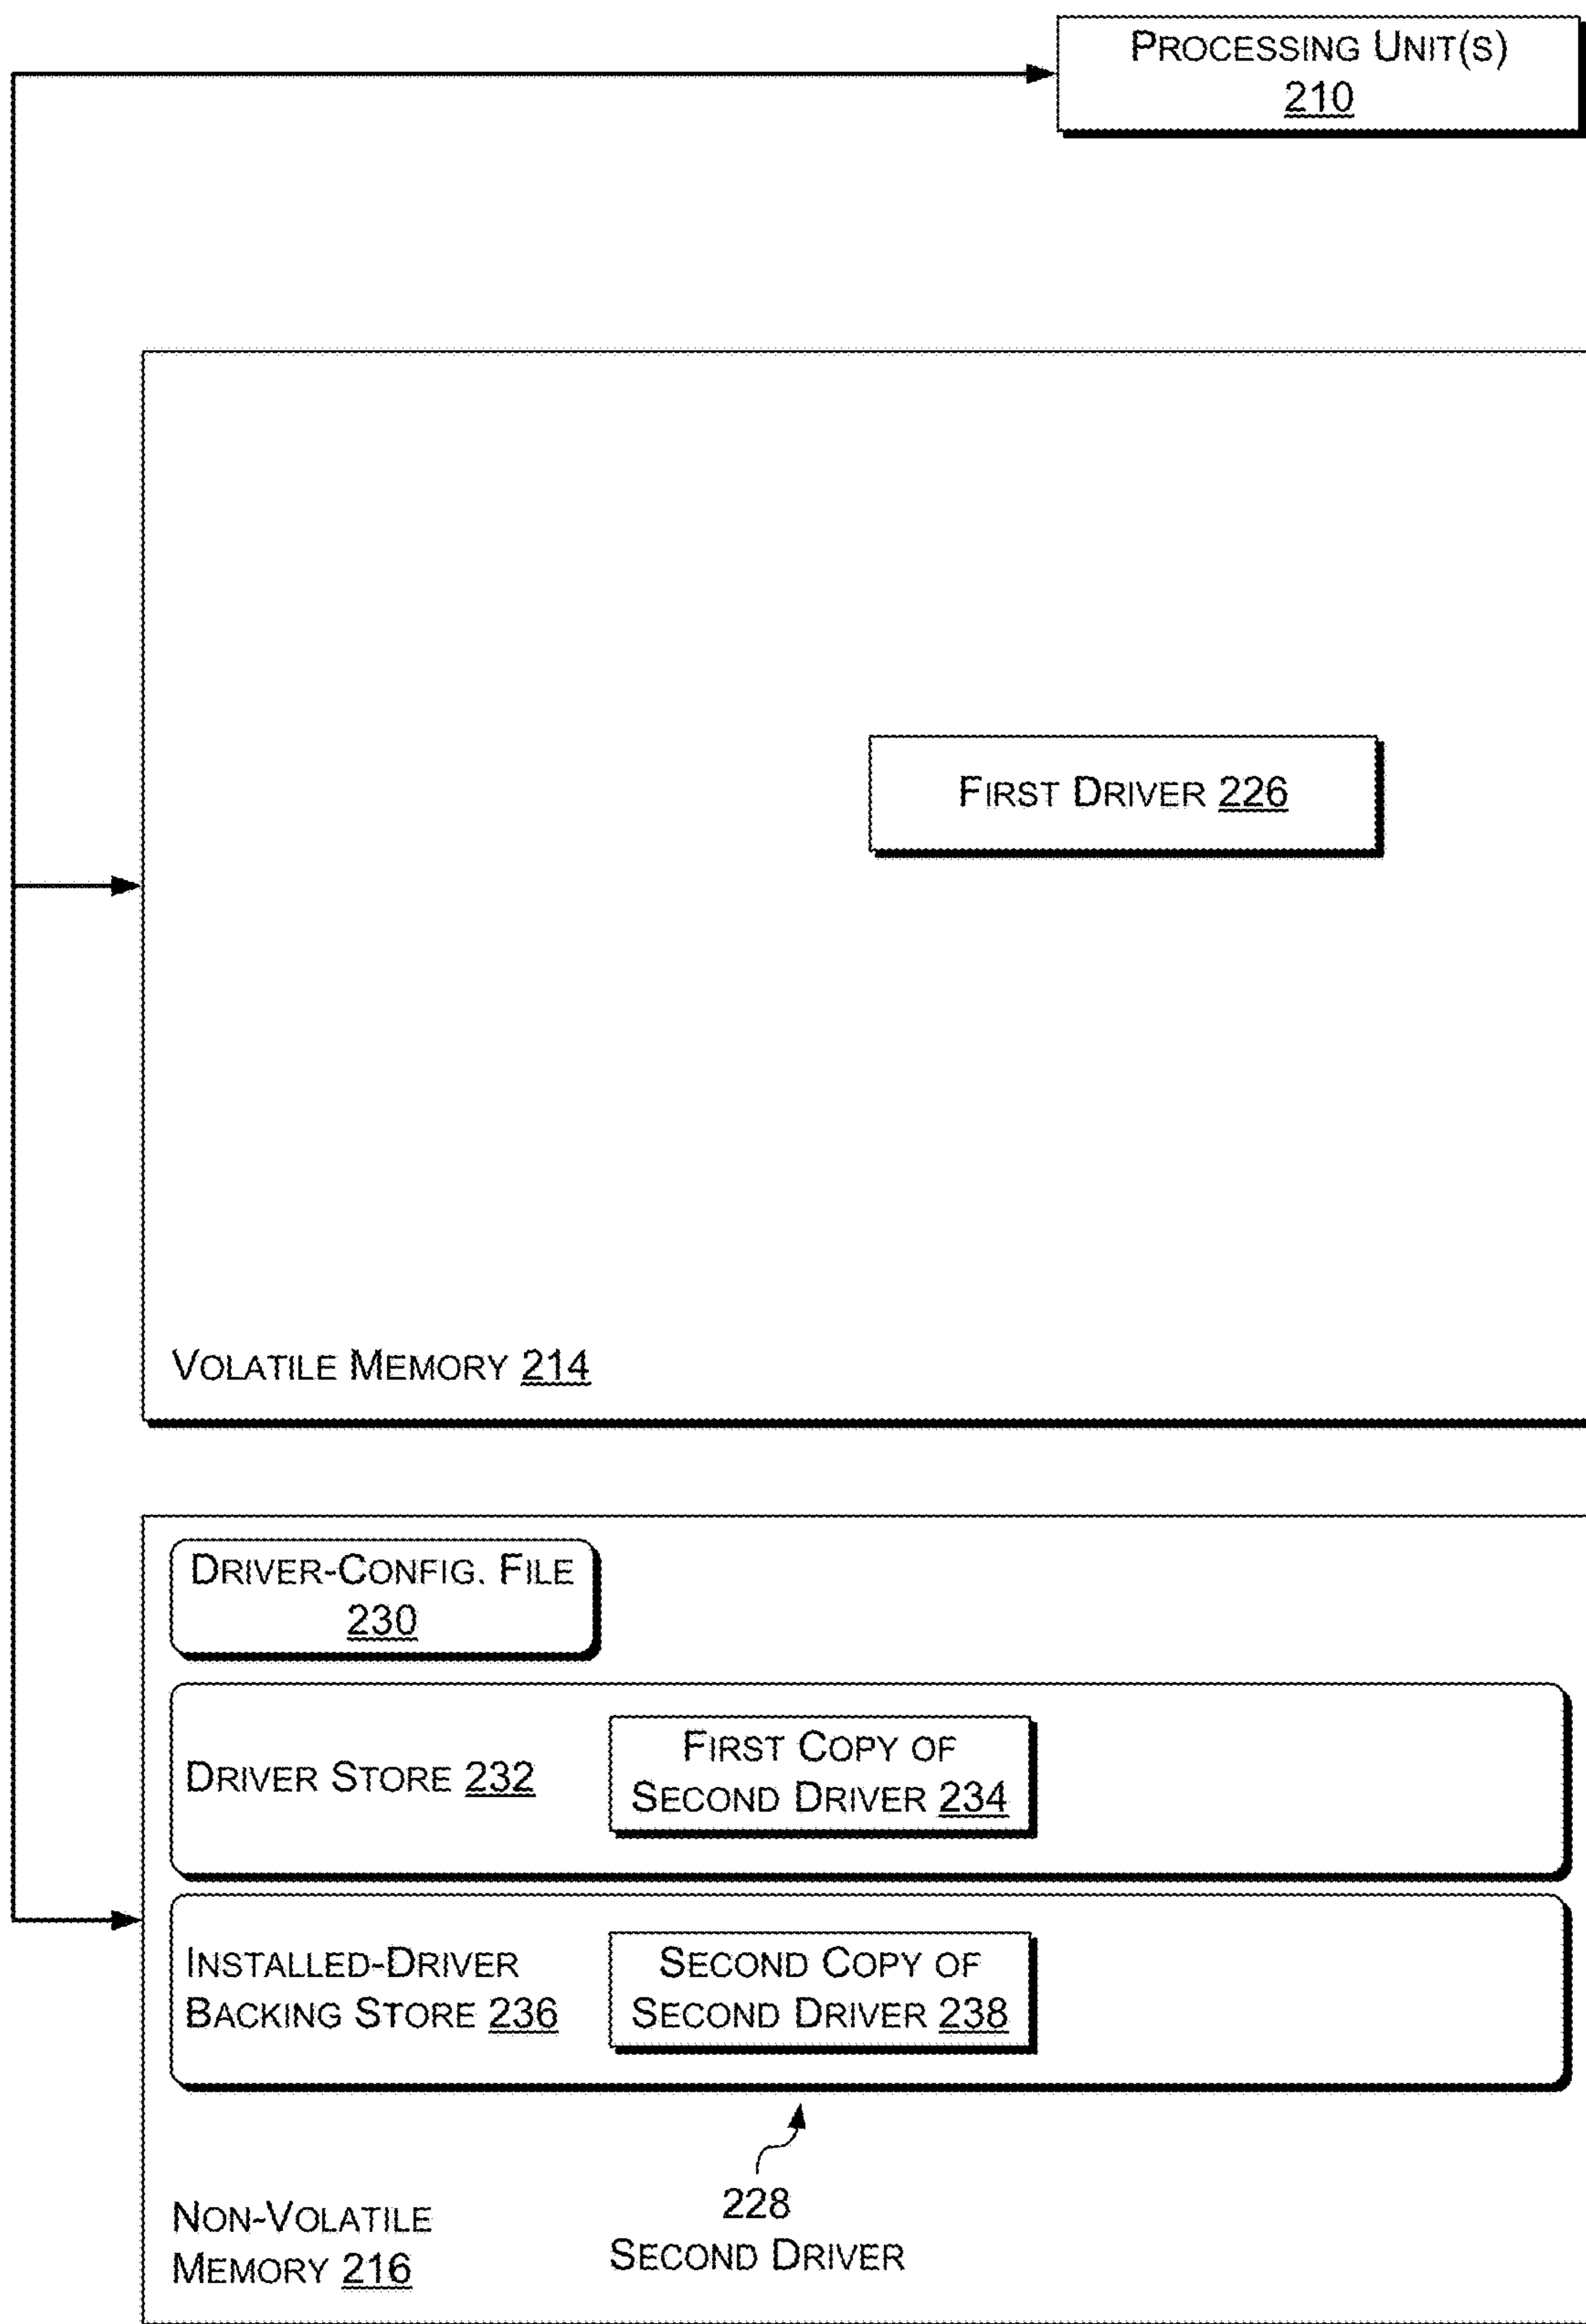 PROCESSING UNIT(S)
210
FIRST DRIVER 226
VOLATILE MEMORY 214
DRIVER-CONFIG. FILE
230
DRIVER STORE 232
FIRST COPY OF
SECOND DRIVER 234
INSTALLED-DRIVER
BACKING STORE 236
SECOND COPY OF
SECOND DRIVER 238
228
SECOND DRIVER
NON-VOLATILE
MEMORY 216